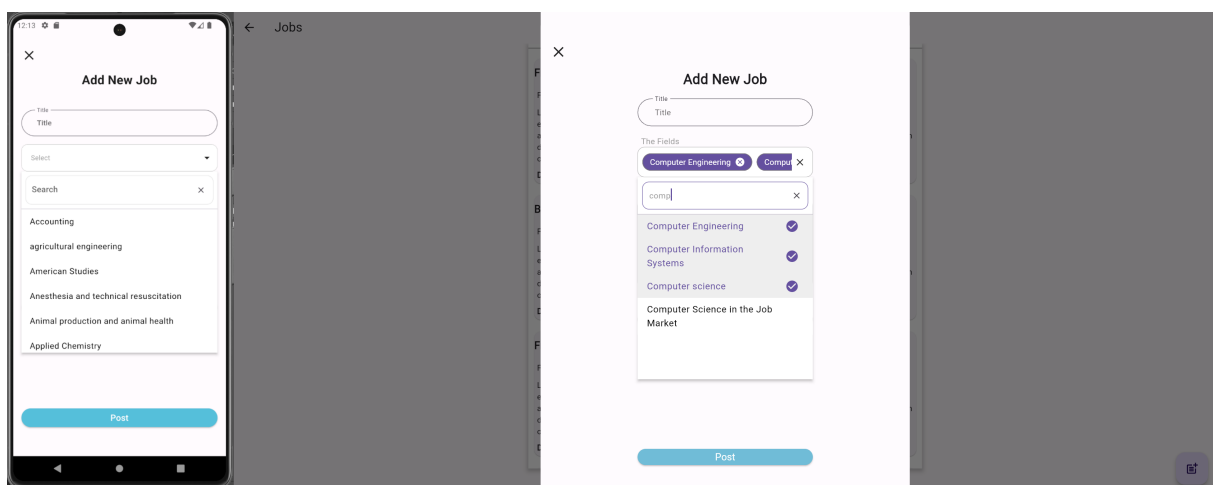 12:13
Add New Job
Title
Title
Select
Search
Accounting
agricultural engineering
American Studies
Anesthesia and technical resuscitation
Animal production and animal health
Applied Chemistry
Post
Jobs
Add New Job
Title
Title
The Fields
Computer Engineering Comput
comp
Computer Engineering
Computer Information
Systems
Computer science
Computer Science in the Job
Market
Post